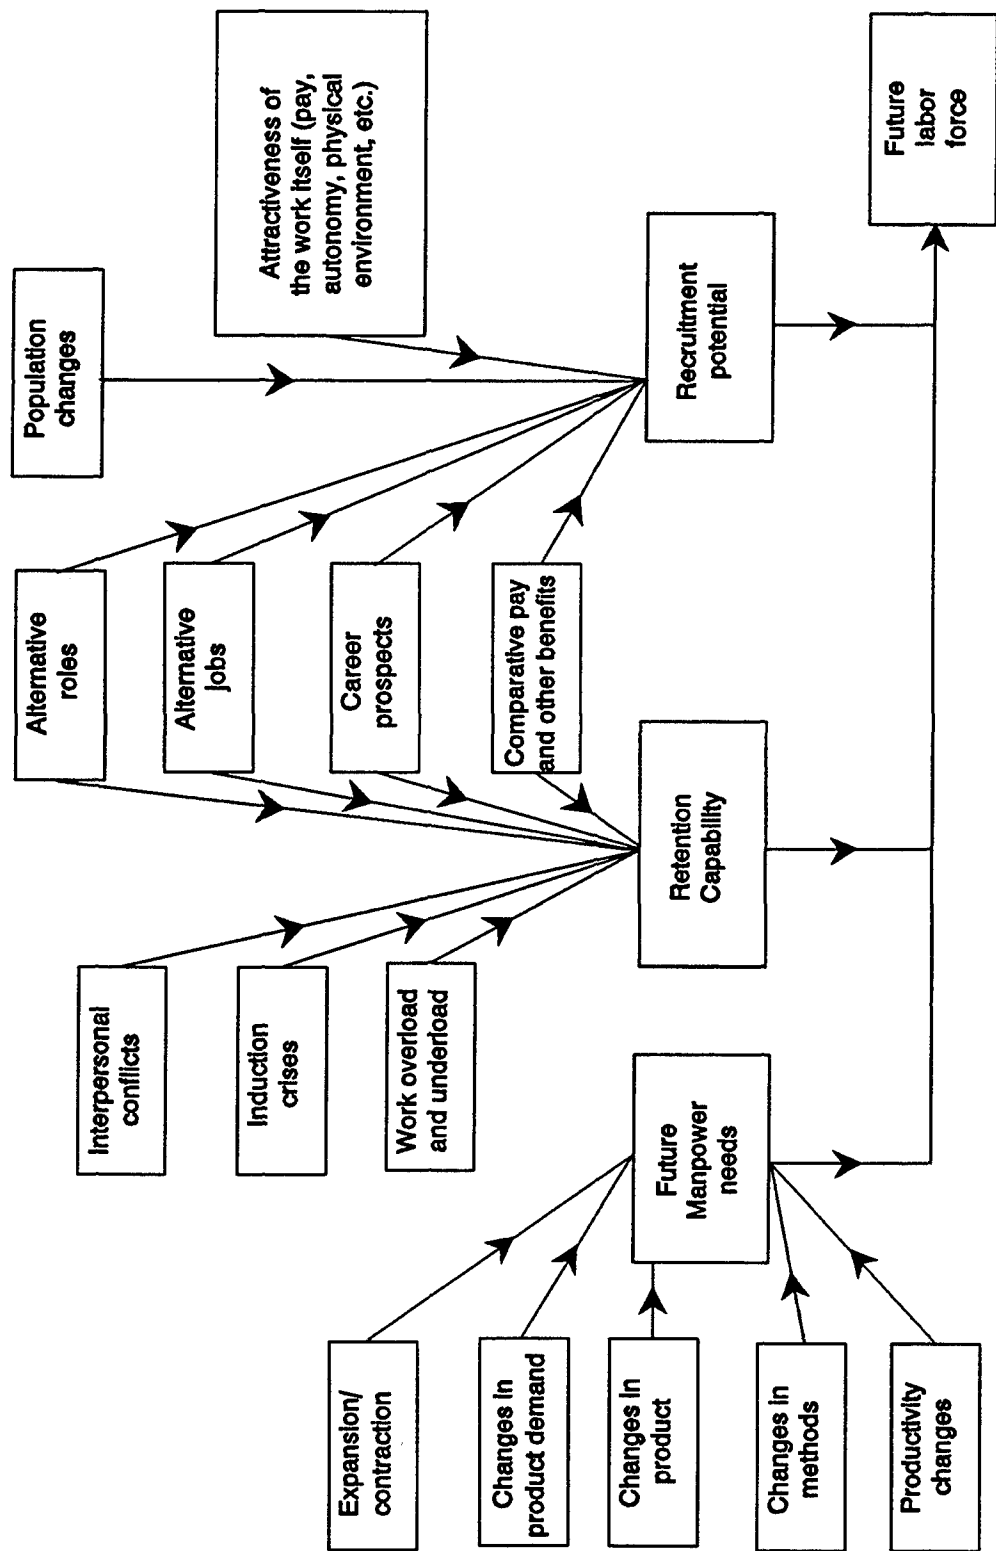 Expansion/
contraction
Changes in
product demand
Changes in
product
Changes in
methods
Productivity
changes
Interpersonal
conflicts
Induction
crises
Work overload
and underload
Future
Manpower
needs
Alternative
roles
Alternative
jobs
Career
prospects
Comparative pay
and other benefits
Retention
Capability
Population
changes
Attractiveness of
the work itself (pay,
autonomy, physical
environment, etc.)
Recruitment
potential
Future
labor
force